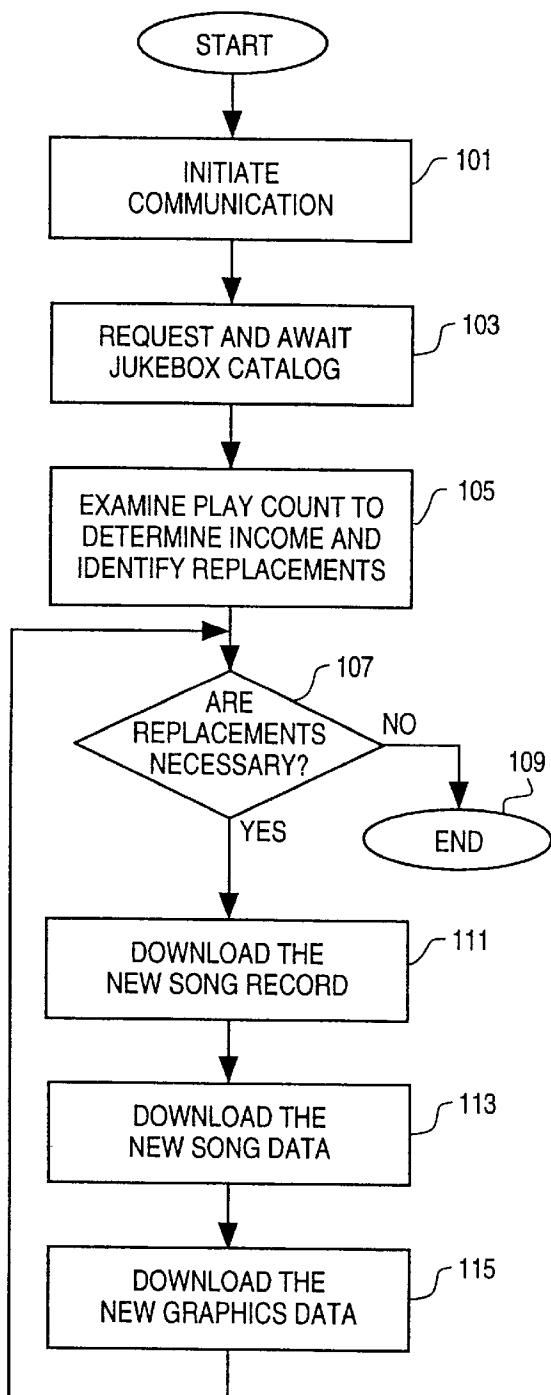 START
INITIATE
COMMUNICATION
101
REQUEST AND AWAIT
JUKEBOX CATALOG
103
EXAMINE PLAY COUNT TO
DETERMINE INCOME AND
IDENTIFY REPLACEMENTS
105
ARE
REPLACEMENTS
NECESSARY?
107
NO
109
END
YES
DOWNLOAD THE
NEW SONG RECORD
111
DOWNLOAD THE
NEW SONG DATA
113
DOWNLOAD THE
NEW GRAPHICS DATA
115